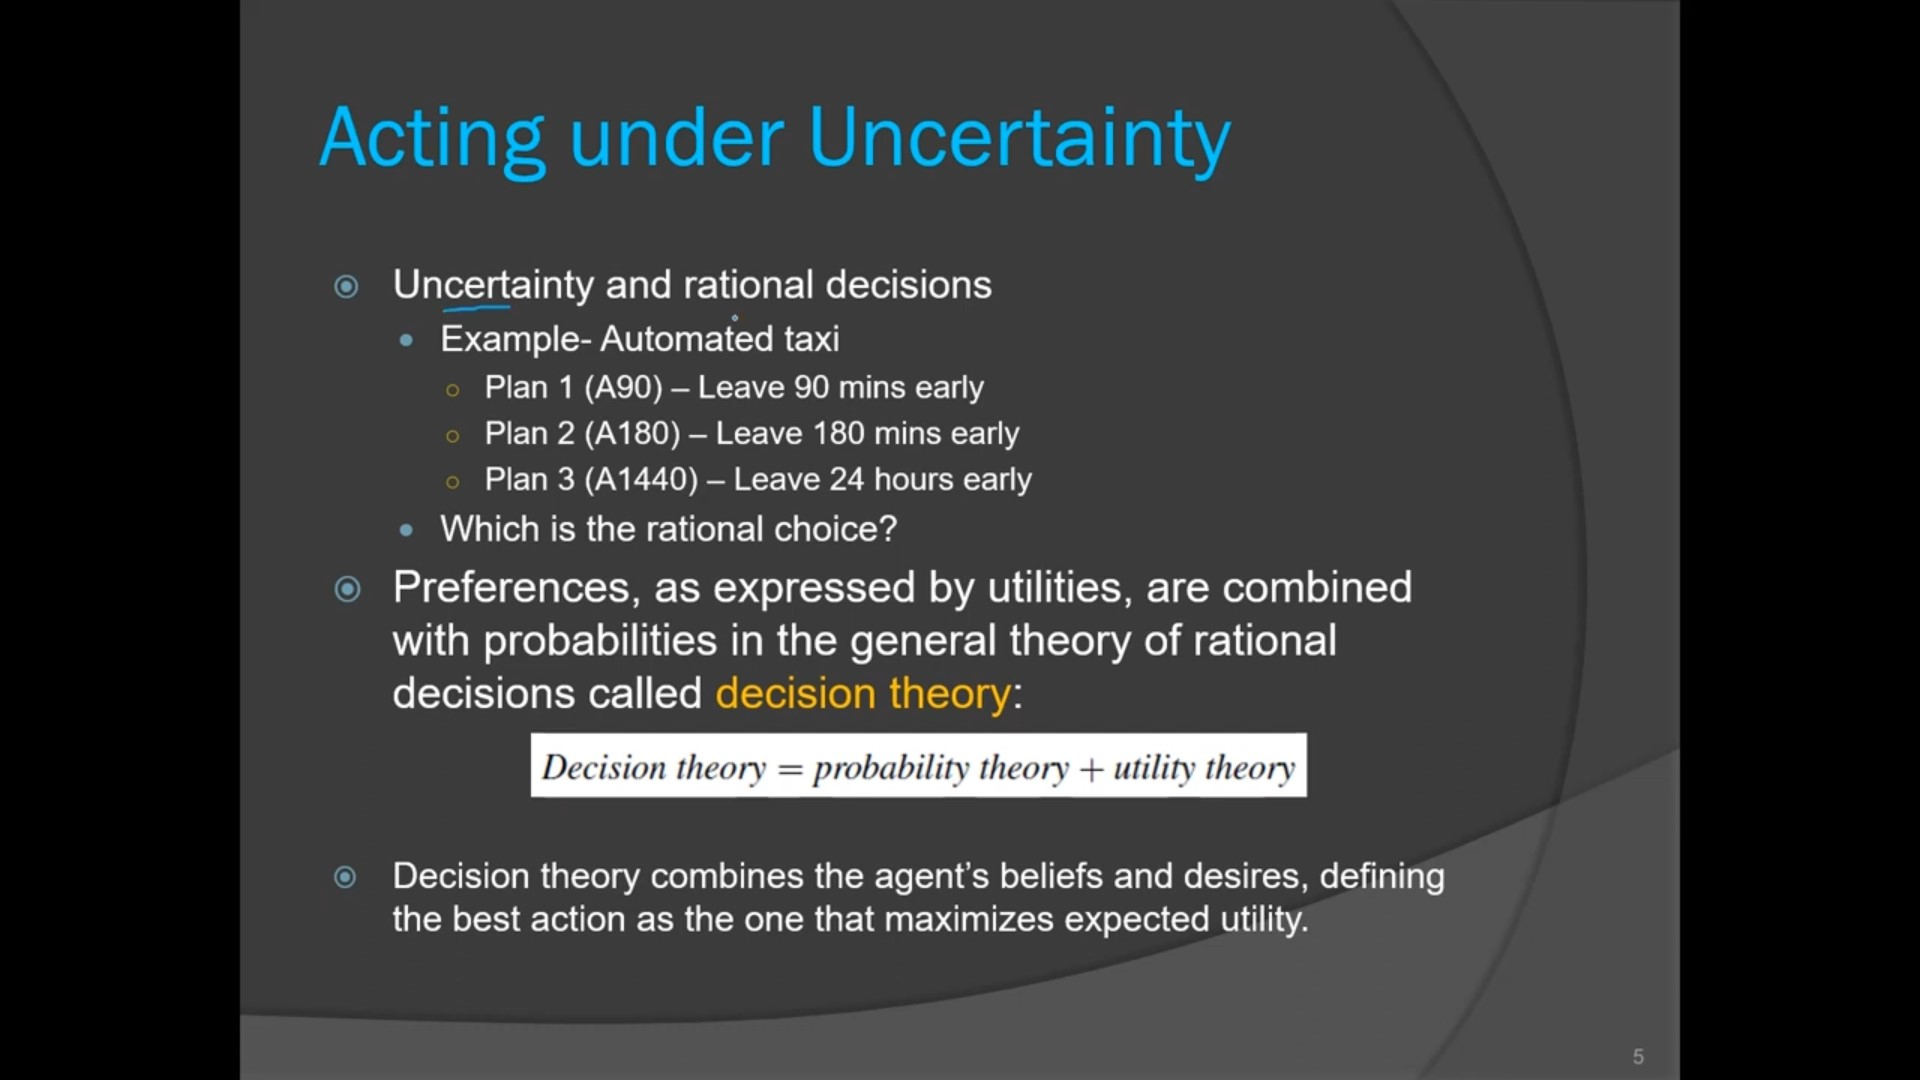 Acting under Uncertainty
Uncertainty and rational decisions
Example- Automated taxi
Plan 1 (A90) – Leave 90 mins early
Plan 2 (A180) – Leave 180 mins early
Plan 3 (A1440) – Leave 24 hours early
Which is the rational choice?
Preferences, as expressed by utilities, are combined
with probabilities in the general theory of rational
decisions called decision theory:
Decision theory = probability theory + utility theory
Decision theory combines the agent’s beliefs and desires, defining
the best action as the one that maximizes expected utility.
5